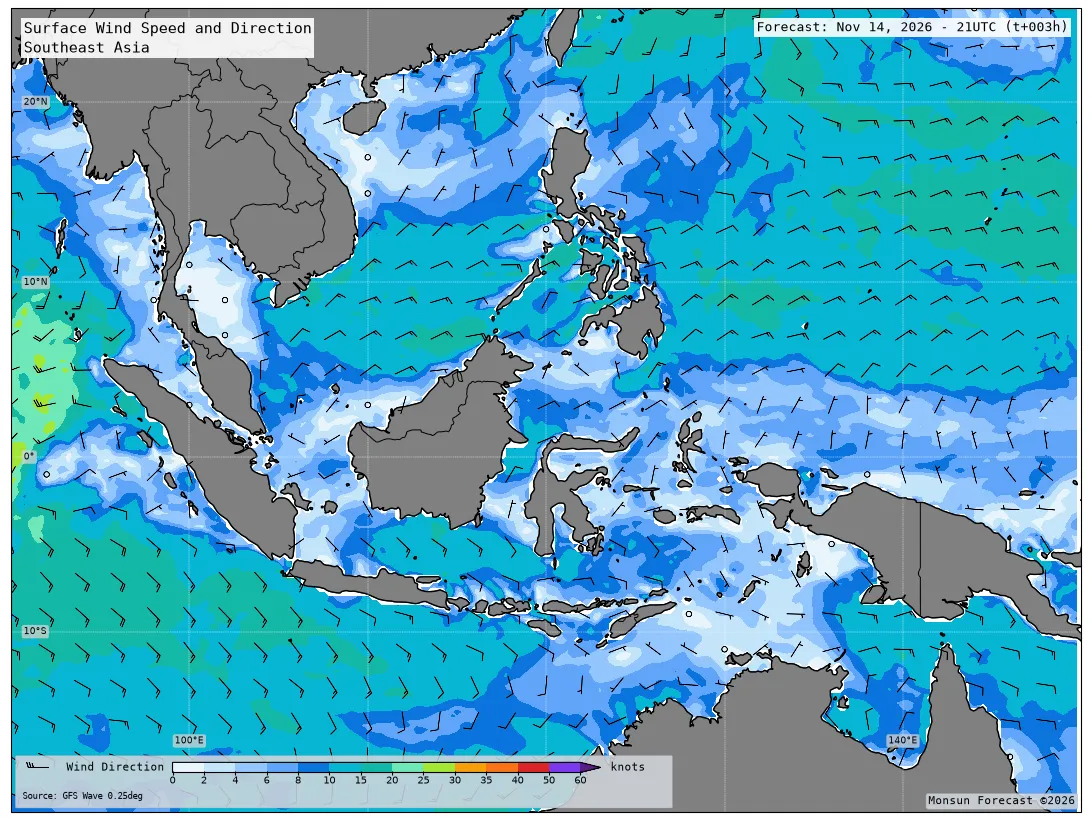 Surface Wind Speed and Direction
Southeast Asia
Forecast: Nov 14, 2026 - 21UTC (t+003h)
20°N
10°N
0°
10°S
100°E
140°E
Wind Direction
0 2 4 6 8 10 15 20 25 30 35 40 50 60
knots
Source: GFS Wave 0.25deg
Monsun Forecast ©2026